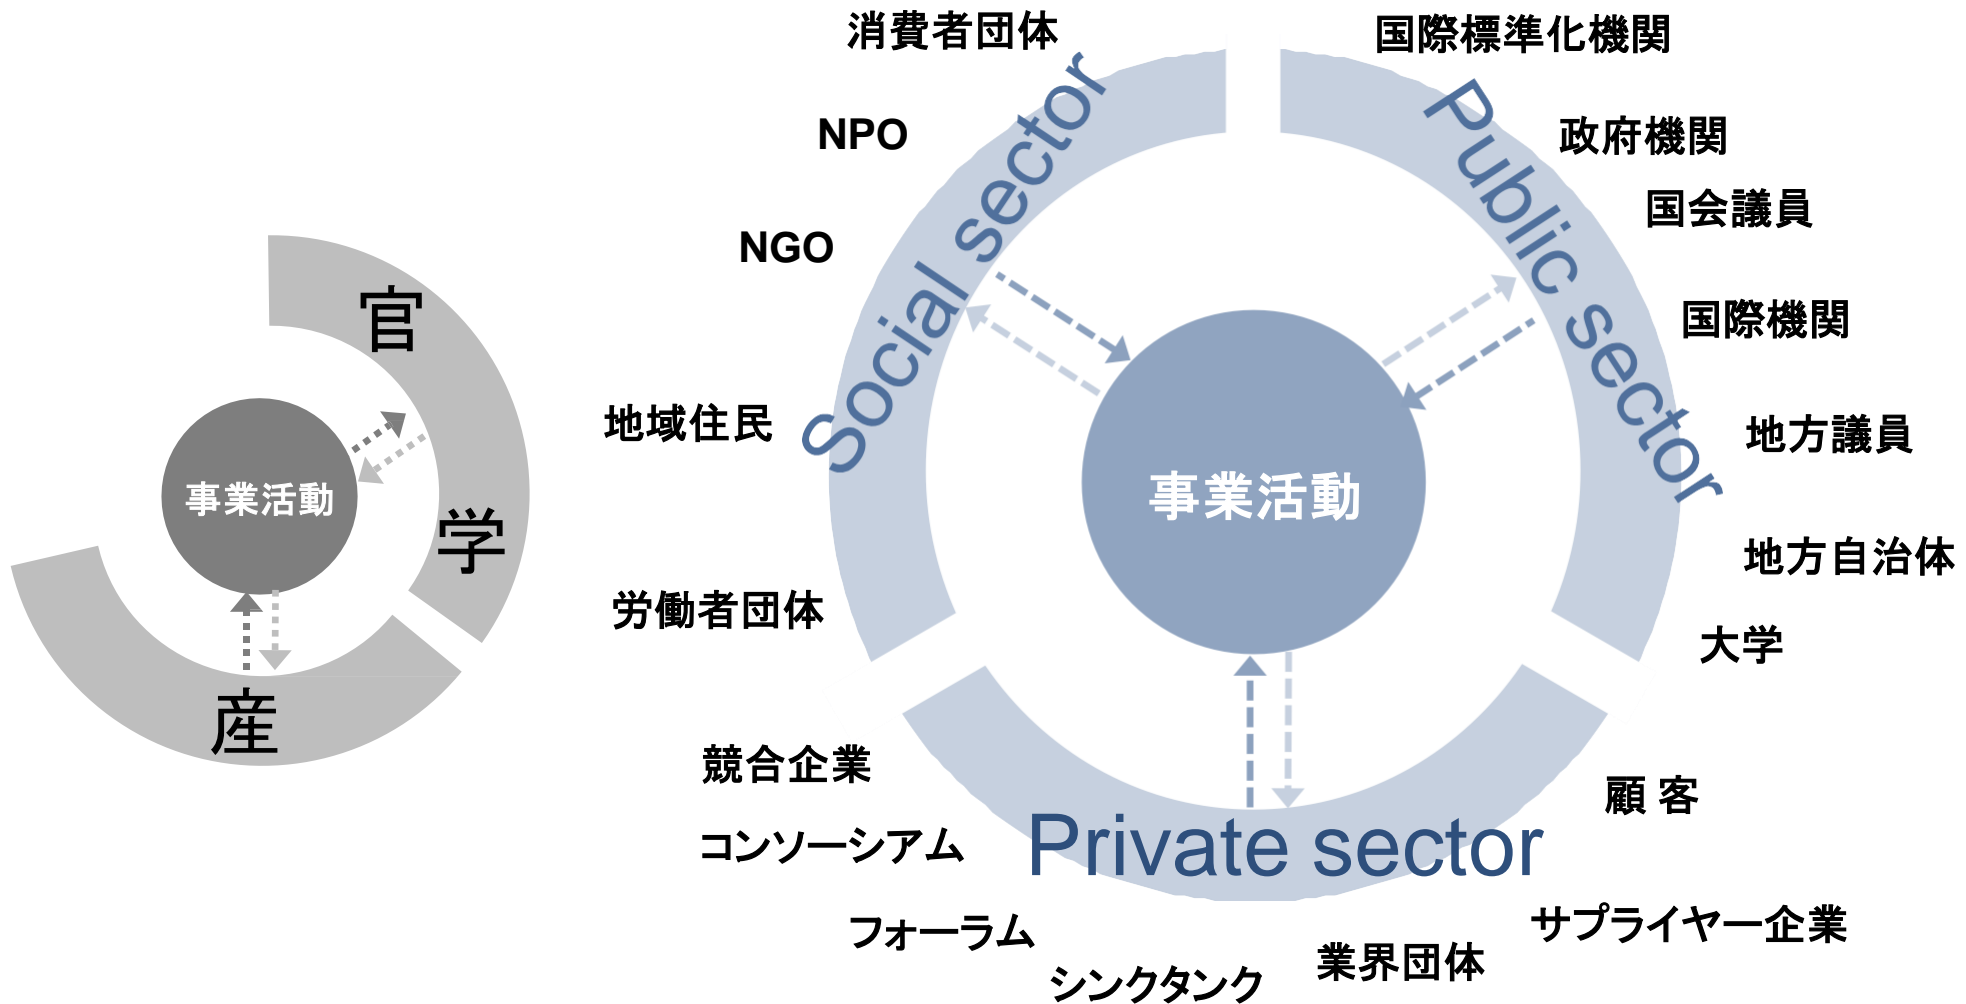 官
学
産
事業活動
消費者団体
NPO
NGO
地域住民
労働者団体
Social sector
国際標準化機関
政府機関
国会議員
国際機関
地方議員
地方自治体
大学
Public sector
事業活動
競合企業
コンソーシアム
フォーラム
シンクタンク
業界団体
サプライヤー企業
顧 客
Private sector